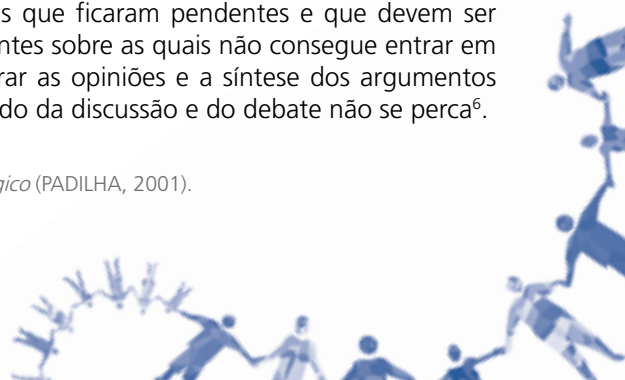 s que ficaram pendentes e que devem ser
ntes sobre as quais não consegue entrar em
rar as opiniões e a síntese dos argumentos
do da discussão e do debate não se perca⁶.
gico (PADILHA, 2001).